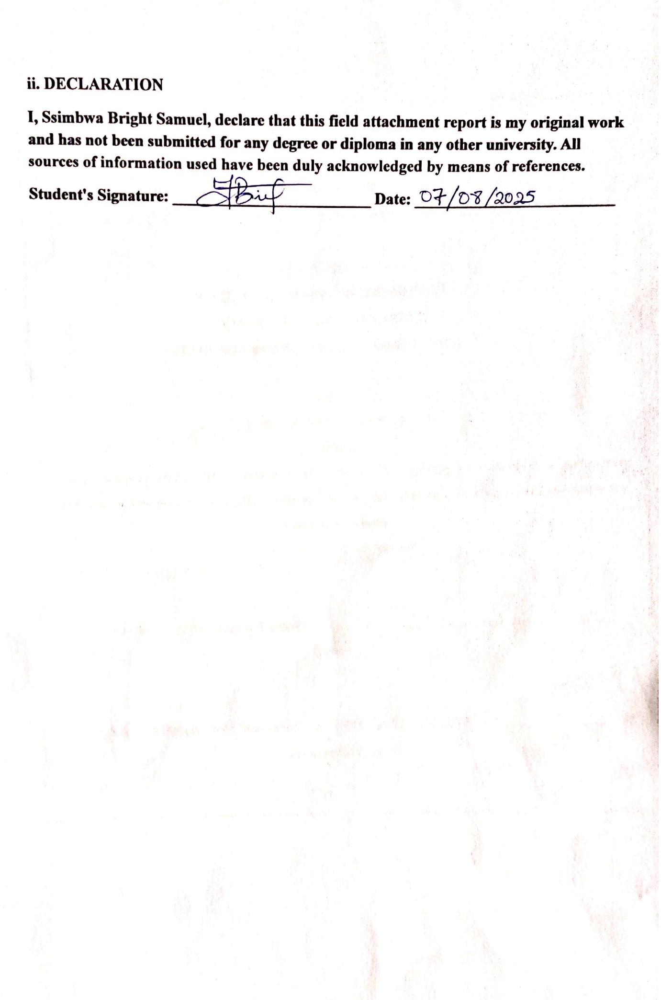 ii. DECLARATION
I, Ssimbwa Bright Samuel, declare that this field attachment report is my original work
and has not been submitted for any degree or diploma in any other university. All
sources of information used have been duly acknowledged by means of references.
Student's Signature: Date: 07/08/2025